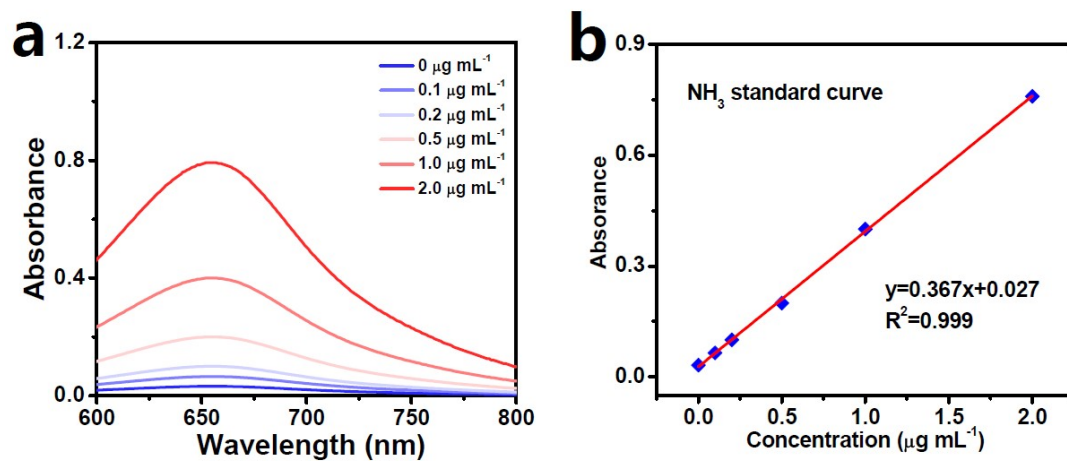 a
1.2
0.8
0.4
0.0
600
650
700
750
800
Absorbance
Wavelength (nm)
0 μg mL⁻¹
0.1 μg mL⁻¹
0.2 μg mL⁻¹
0.5 μg mL⁻¹
1.0 μg mL⁻¹
2.0 μg mL⁻¹
b
0.9
0.6
0.3
0.0
0.0
0.5
1.0
1.5
2.0
Absorance
Concentration (μg mL⁻¹)
NH₃ standard curve
y=0.367x+0.027
R²=0.999